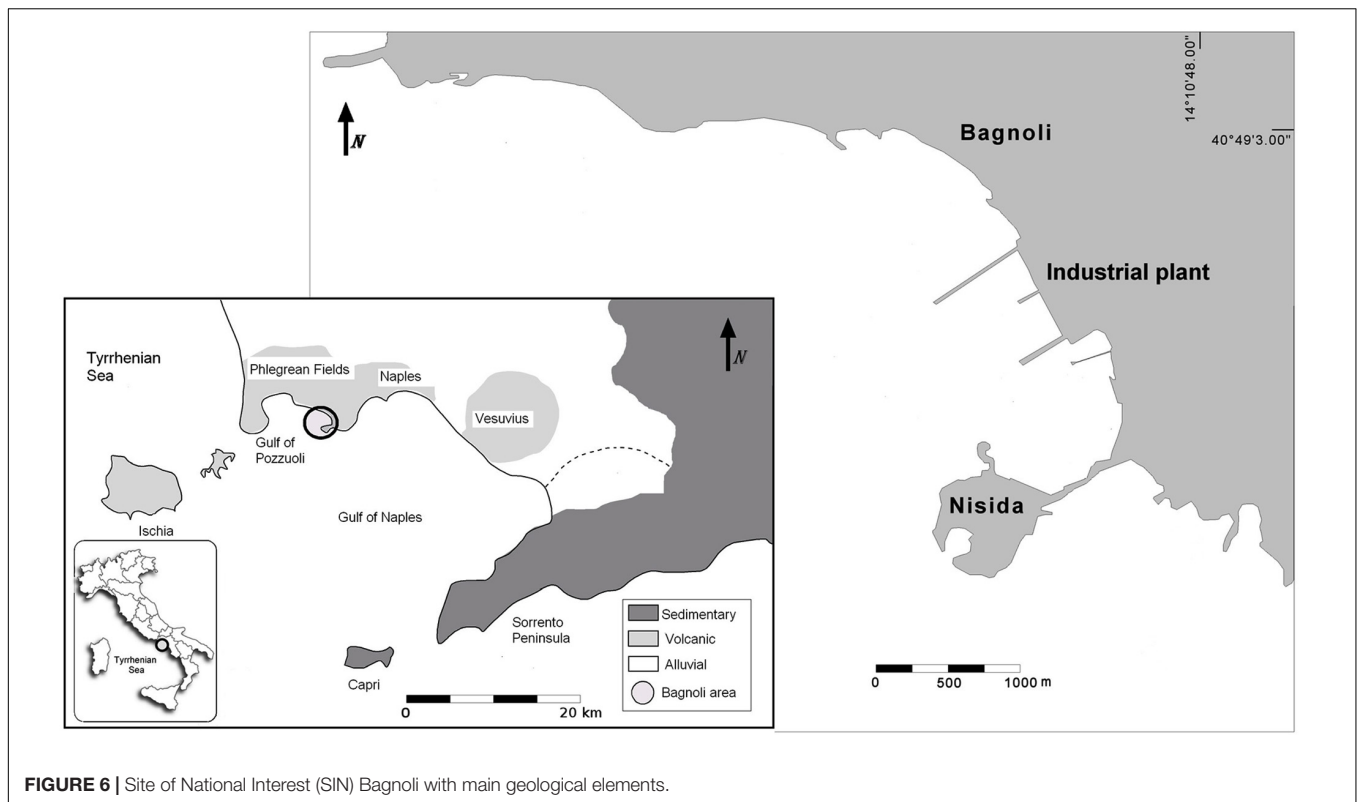 14°10'48.00"
Bagnoli
40°49'3.00"
N
Industrial plant
Nisida
0 500 1000 m
Tyrrhenian
Sea
Phlegrean Fields
Naples
N
Vesuvius
Gulf of
Pozzuoli
Ischia
Gulf of Naples
Tyrrhenian
Sea
Sorrento
Peninsula
Capri
0 20 km
Sedimentary
Volcanic
Alluvial
Bagnoli area
FIGURE 6 | Site of National Interest (SIN) Bagnoli with main geological elements.